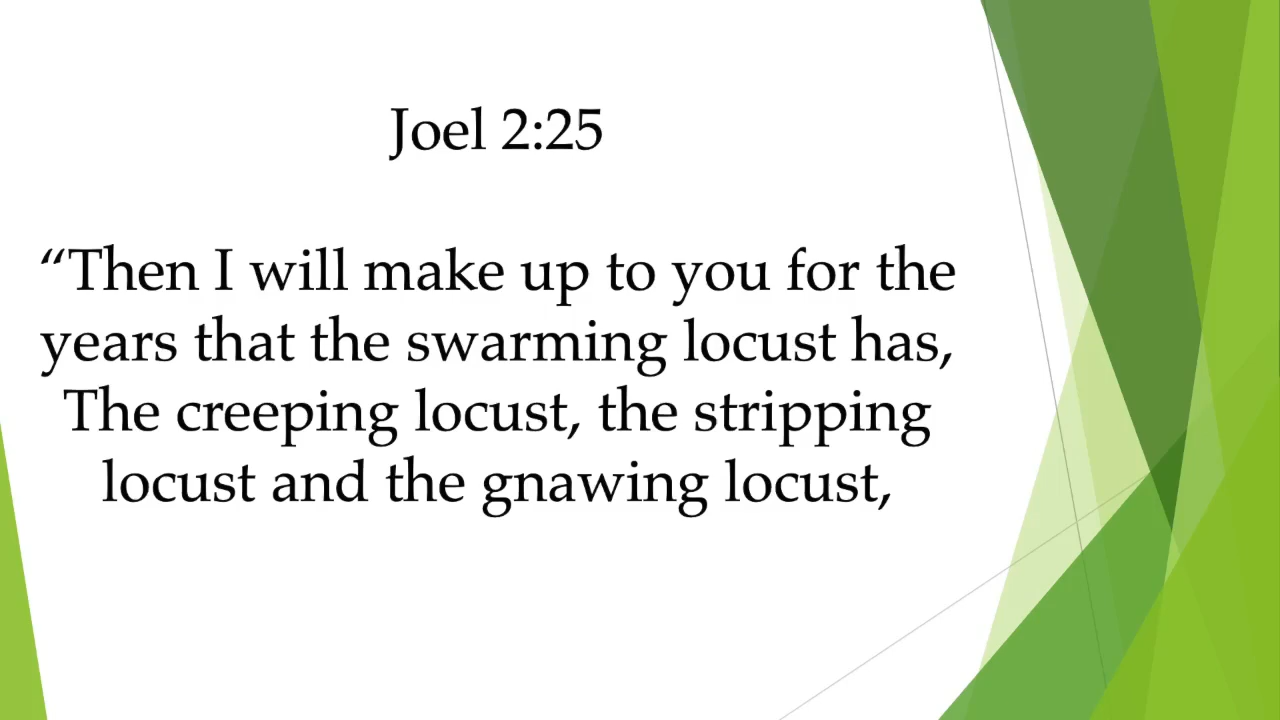 Joel 2:25
“Then I will make up to you for the
years that the swarming locust has,
The creeping locust, the stripping
locust and the gnawing locust,